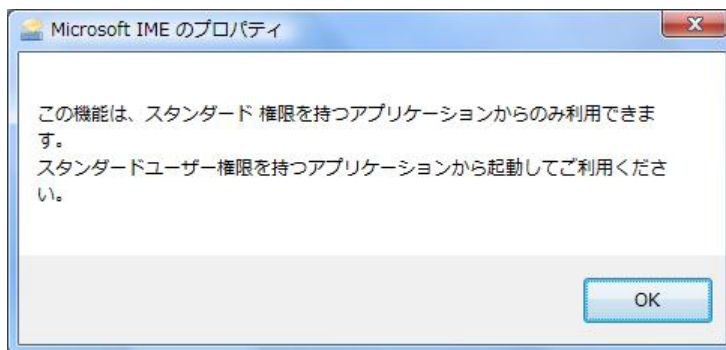 Microsoft IME のプロパティ
この機能は、スタンダード 権限を持つアプリケーションからのみ利用できま
す。
スタンダードユーザー権限を持つアプリケーションから起動してご利用くださ
い。
OK